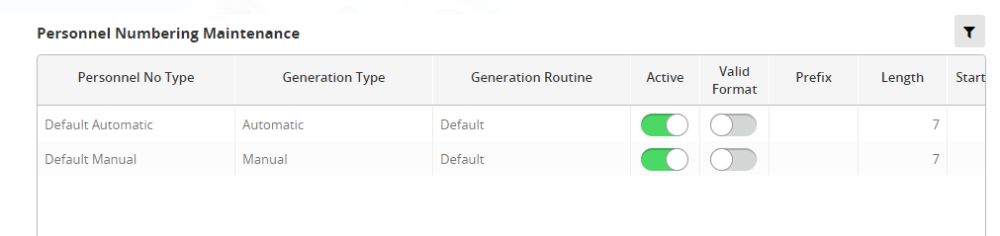 Personnel Numbering Maintenance
Personnel No Type Generation Type Generation Routine Active Valid Format Prefix Length Start
Default Automatic Automatic Default 7
Default Manual Manual Default 7